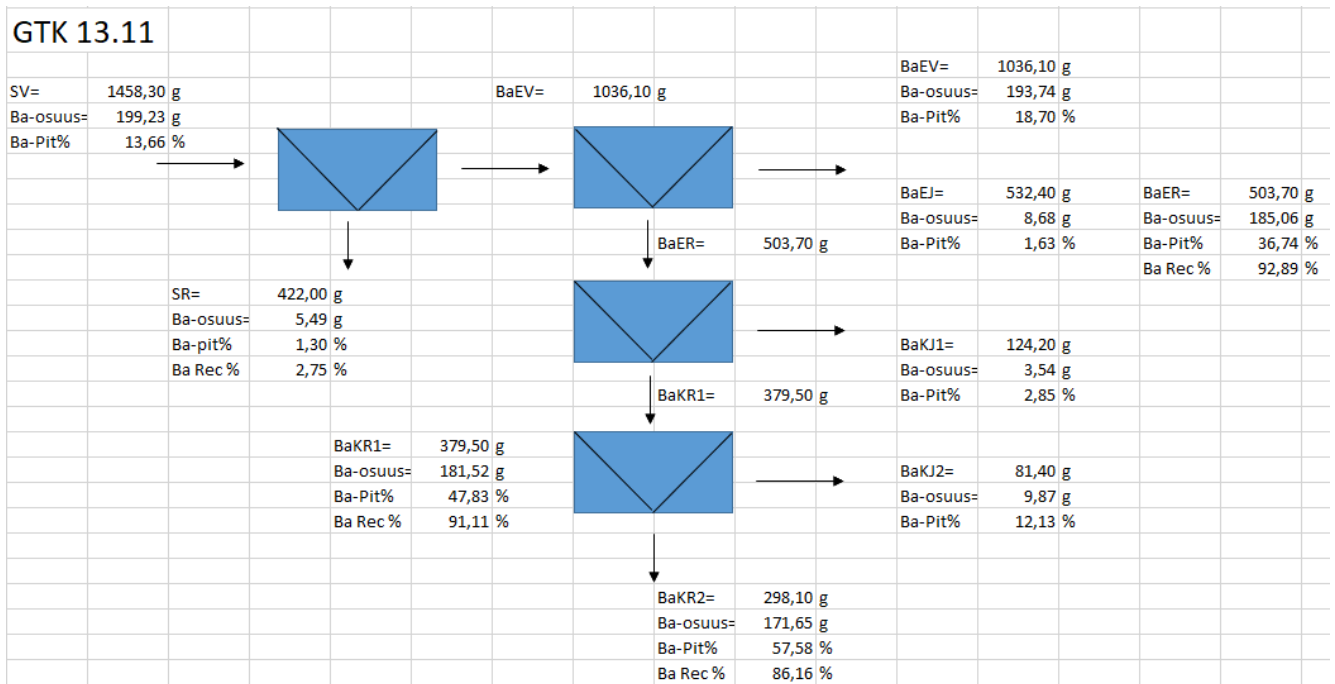 GTK 13.11
BaEV= 1036,10 g
Ba-osuus= 193,74 g
Ba-Pit% 18,70 %
SV= 1458,30 g
Ba-osuus= 199,23 g
Ba-Pit% 13,66 %
BaEV= 1036,10 g
BaEJ= 532,40 g
Ba-osuus= 8,68 g
Ba-Pit% 1,63 %
BaER= 503,70 g
Ba-osuus= 185,06 g
Ba-Pit% 36,74 %
Ba Rec % 92,89 %
BaER= 503,70 g
SR= 422,00 g
Ba-osuus= 5,49 g
Ba-pit% 1,30 %
Ba Rec % 2,75 %
BaKJ1= 124,20 g
Ba-osuus= 3,54 g
Ba-Pit% 2,85 %
BaKR1= 379,50 g
BaKR1= 379,50 g
Ba-osuus= 181,52 g
Ba-Pit% 47,83 %
Ba Rec % 91,11 %
BaKJ2= 81,40 g
Ba-osuus= 9,87 g
Ba-Pit% 12,13 %
BaKR2= 298,10 g
Ba-osuus= 171,65 g
Ba-Pit% 57,58 %
Ba Rec % 86,16 %